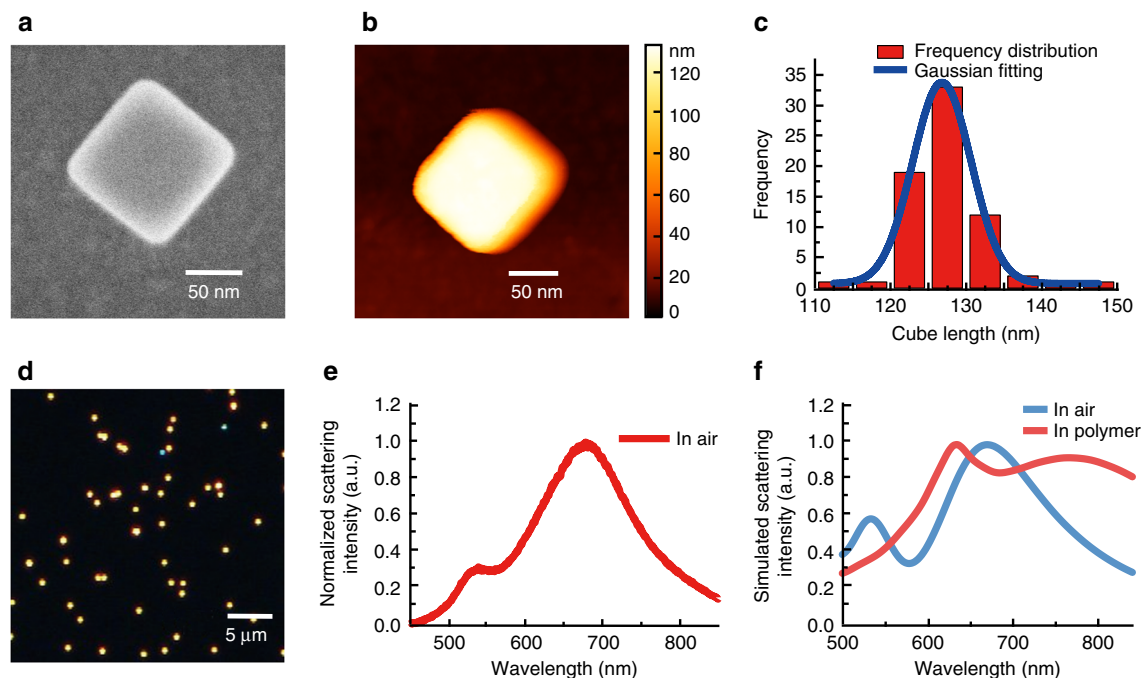 a
50 nm
b
50 nm
nm
120
100
80
60
40
20
0
c
Frequency distribution
Gaussian fitting
Frequency
35
30
25
20
15
10
5
0
110 120 130 140 150
Cube length (nm)
d
5 μm
e
In air
Normalized scattering
intensity (a.u.)
1.2
1.0
0.8
0.6
0.4
0.2
0.0
500 600 700 800
Wavelength (nm)
f
In air
In polymer
Simulated scattering
intensity (a.u.)
1.2
1.0
0.8
0.6
0.4
0.2
0.0
500 600 700 800
Wavelength (nm)